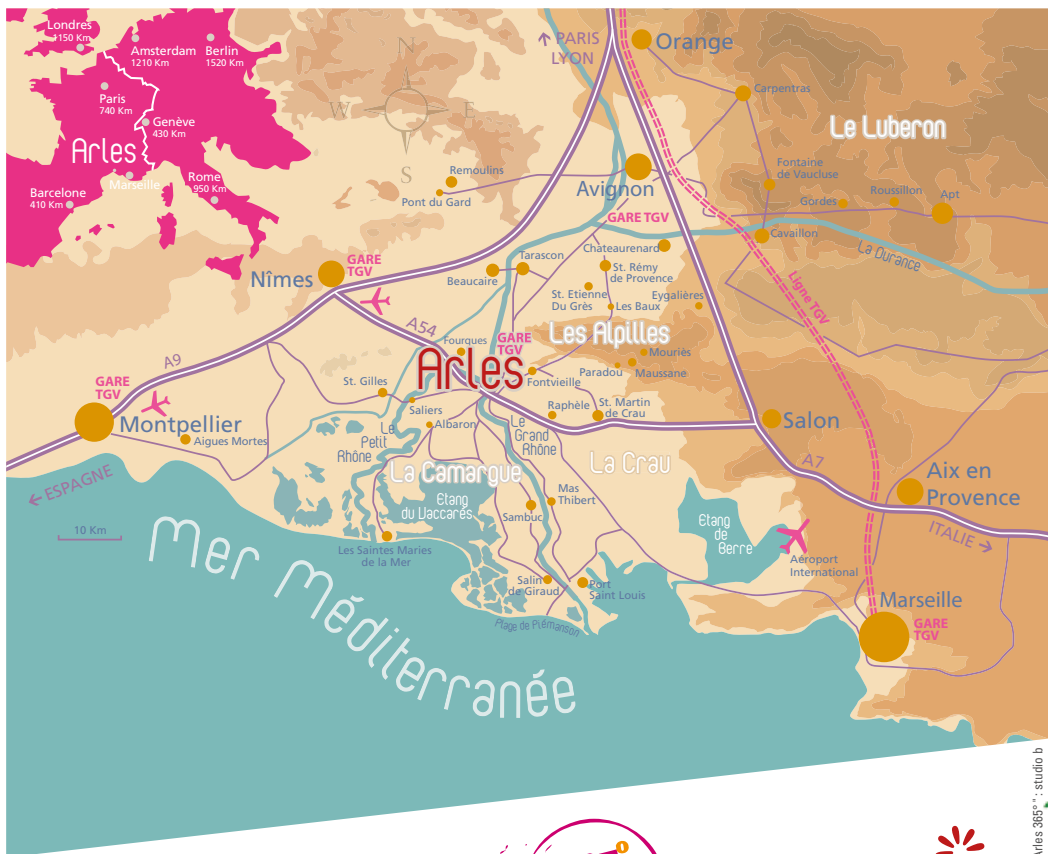 Londres
1150 Km
Amsterdam
1210 Km
Berlin
1520 Km
Paris
740 Km
Genève
430 Km
Arles
Marseille
Rome
950 Km
Barcelone
410 Km
N
W
E
S
↑ PARIS
LYON
Orange
Carpentras
Le Luberon
Remoulins
Pont du Gard
Avignon
GARE TGV
Fontaine
de Vaucluse
Gordes
Roussillon
Apt
Cavaillon
La Durance
Chateaurenard
Nîmes
GARE
TGV
Beaucaire
Tarascon
St. Rémy
de Provence
St. Etienne
Du Grès
Les Baux
Eygalières
Ligne TGV
A54
Fourques
GARE
TGV
Les Alpilles
Mouriès
Maussane
Paradou
Arles
Fontvieille
A9
GARE
TGV
Montpellier
Aigues Mortes
St. Gilles
Saliers
Albaron
Le
Petit
Rhône
Le
Grand
Rhône
Raphèle
St. Martin
de Crau
Salon
La Camargue
La Crau
A7
Aix en
Provence
← ESPAGNE
10 Km
Etang
du Vaccarès
Mas
Thibert
Sambuc
Etang
de
Berre
ITALIE →
Les Saintes Maries
de la Mer
Aéroport
International
Salin
de Giraud
Port
Saint Louis
Plage de Piémanson
Marseille
GARE
TGV
Mer Méditerranée
Arles 365°" : studio b